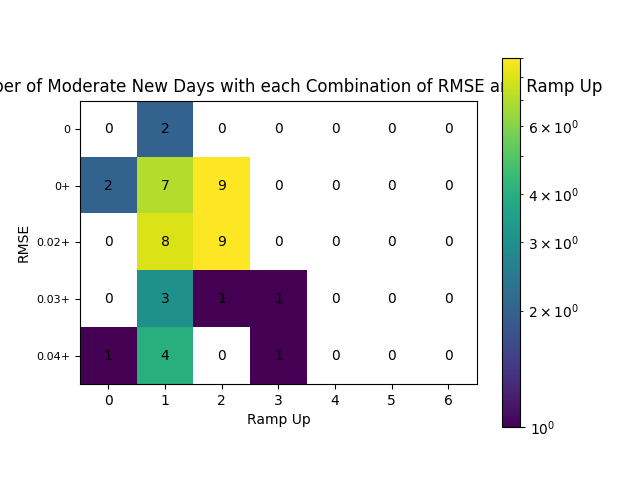 ber of Moderate New Days with each Combination of RMSE an Ramp Up
0 0 2 0 0 0 0 0
0+ 2 7 9 0 0 0 0
0.02+ 0 8 9 0 0 0 0
0.03+ 0 3 1 1 0 0 0
0.04+ 1 4 0 1 0 0 0
0 1 2 3 4 5 6
Ramp Up
RMSE
6 × 10⁰
4 × 10⁰
3 × 10⁰
2 × 10⁰
10⁰